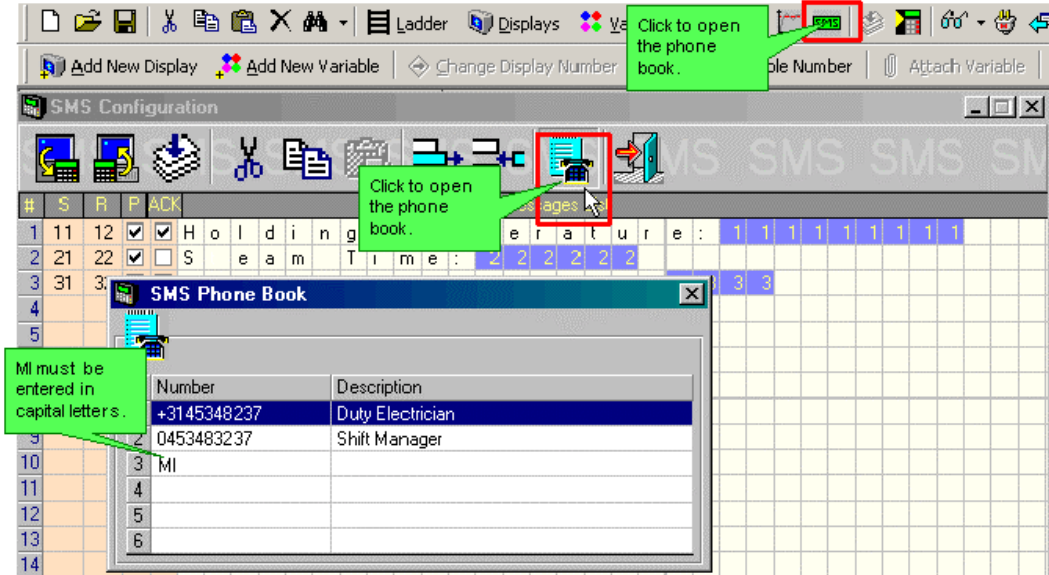 Ladder Displays Va
Click to open
the phone
book.
SMS
Add New Display Add New Variable Change Display Number ble Number Attach Variable
SMS Configuration
Click to open
the phone
book.
# S R P ACK ssages
1 11 12 H o l d i n g e r a t u r e : 1 1 1 1 1 1 1 1 1
2 21 22 S e a m T i m e : 2 2 2 2 2 2
3 31 3 3 3
4
SMS Phone Book
5
MI must be
entered in
capital letters.
Number Description
+3145348237 Duty Electrician
9 2 0453483237 Shift Manager
10 3 MI
11 4
12 5
13 6
14